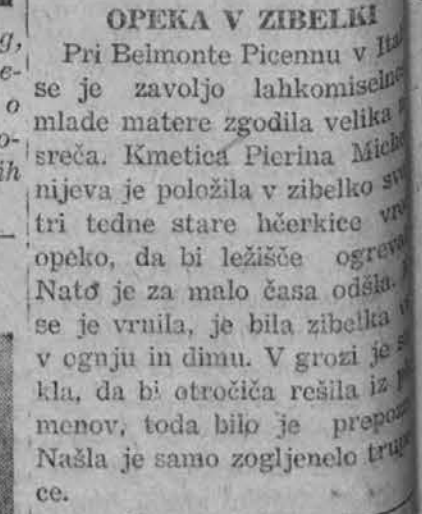 OPEKA V ZIBELKI
g,
Pri Belmonte Picennu v
e-
se je zavoljo
o
mlade matere zgodila velika
o-
sreča. Kmetica Pierina
ih
nijeva je položila v zibelko
tri tedne stare hčerkice
opeko, da bi ležišče
Nato je za malo časa odšla.
se je vrnila, je bila zibelka
v ognju in dimu. V grozi je
kla, da bi otročiča rešila iz
menov, toda bilo je
Našla je samo zogljenelo
ce.